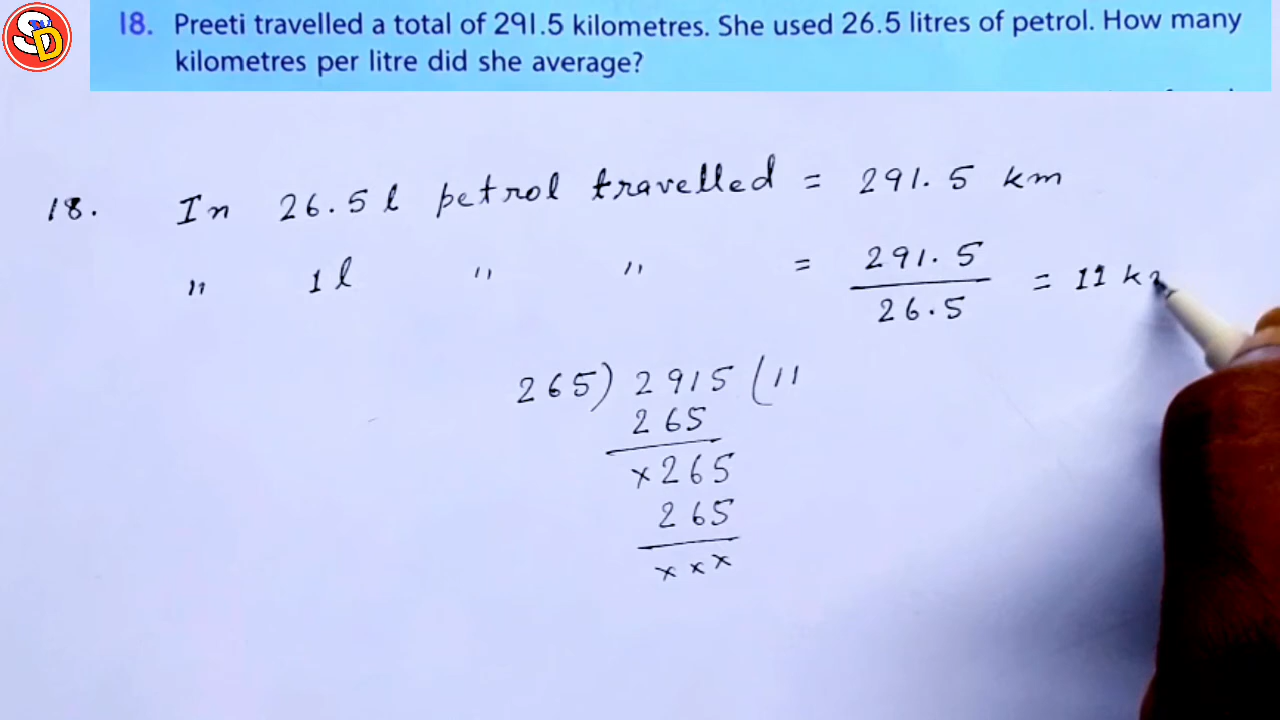 SD
18. Preeti travelled a total of 291.5 kilometres. She used 26.5 litres of petrol. How many
kilometres per litre did she average?
18. In 26.5 l petrol travelled = 291.5 km
" 1 l " " = 291.5 / 26.5 = 11 k
265) 2915 (11
265
x265
265
xxx